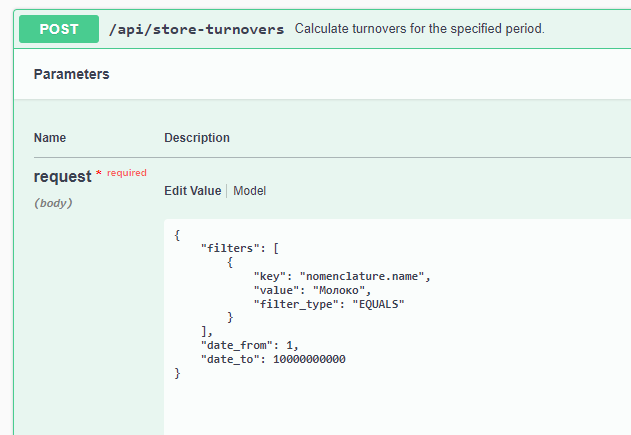 POST /api/store-turnovers Calculate turnovers for the specified period.
Parameters
Name Description
request * required
(body)
Edit Value | Model
{
    "filters": [
        {
            "key": "nomenclature.name",
            "value": "Молоко",
            "filter_type": "EQUALS"
        }
    ],
    "date_from": 1,
    "date_to": 10000000000
}